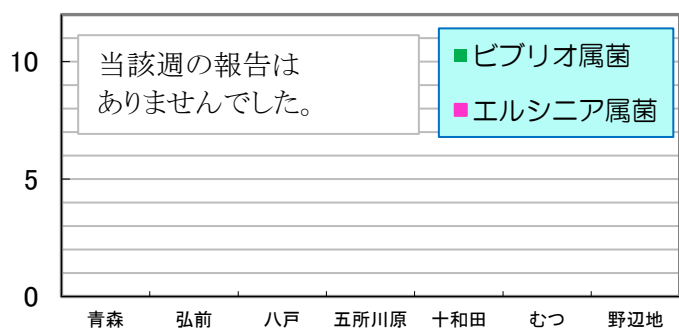 10
当該週の報告は
ありませんでした。
ビブリオ属菌
エルシニア属菌
5
0
青森 弘前 八戸 五所川原 十和田 むつ 野辺地